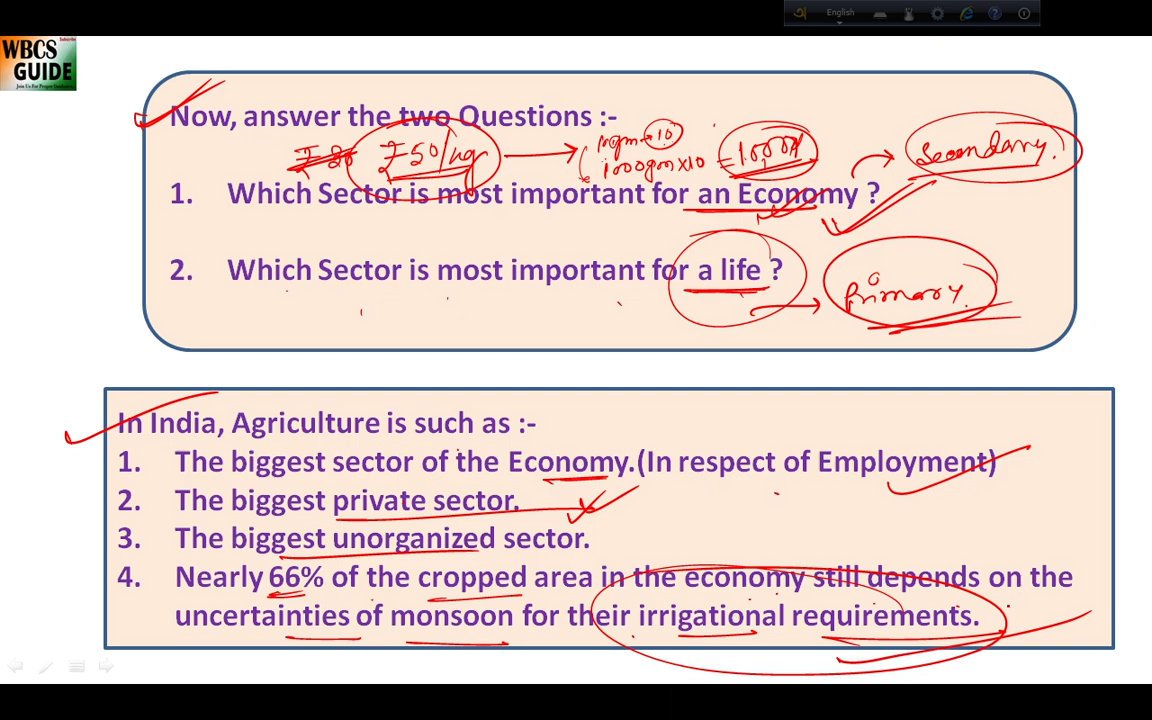 English
Subscribe
WBCS
GUIDE
Now, answer the two Questions :-
₹50/kg
10
1000gm x10
Secondary.
1. Which Sector is most important for an Economy ?
2. Which Sector is most important for a life ?
Primary.
In India, Agriculture is such as :-
1. The biggest sector of the Economy.(In respect of Employment)
2. The biggest private sector.
3. The biggest unorganized sector.
4. Nearly 66% of the cropped area in the economy still depends on the
uncertainties of monsoon for their irrigational requirements.